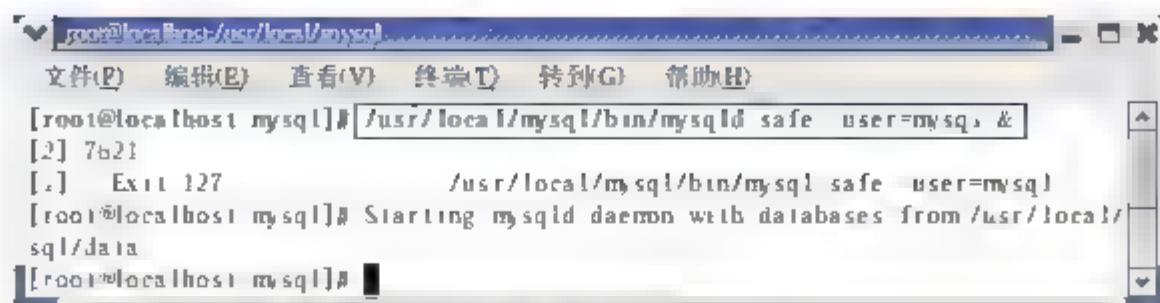 root@localhost:/usr/local/mysql
文件(F) 编辑(E) 查看(V) 终端(T) 转到(G) 帮助(H)
[root@localhost mysql]# /usr/local/mysql/bin/mysqld safe user=mysql &
[2] 7621
[1] Exit 127 /usr/local/mysql/bin/mysql safe user=mysql
[root@localhost mysql]# Starting mysqld daemon with databases from /usr/local/
sql/data
[root@localhost mysql]#